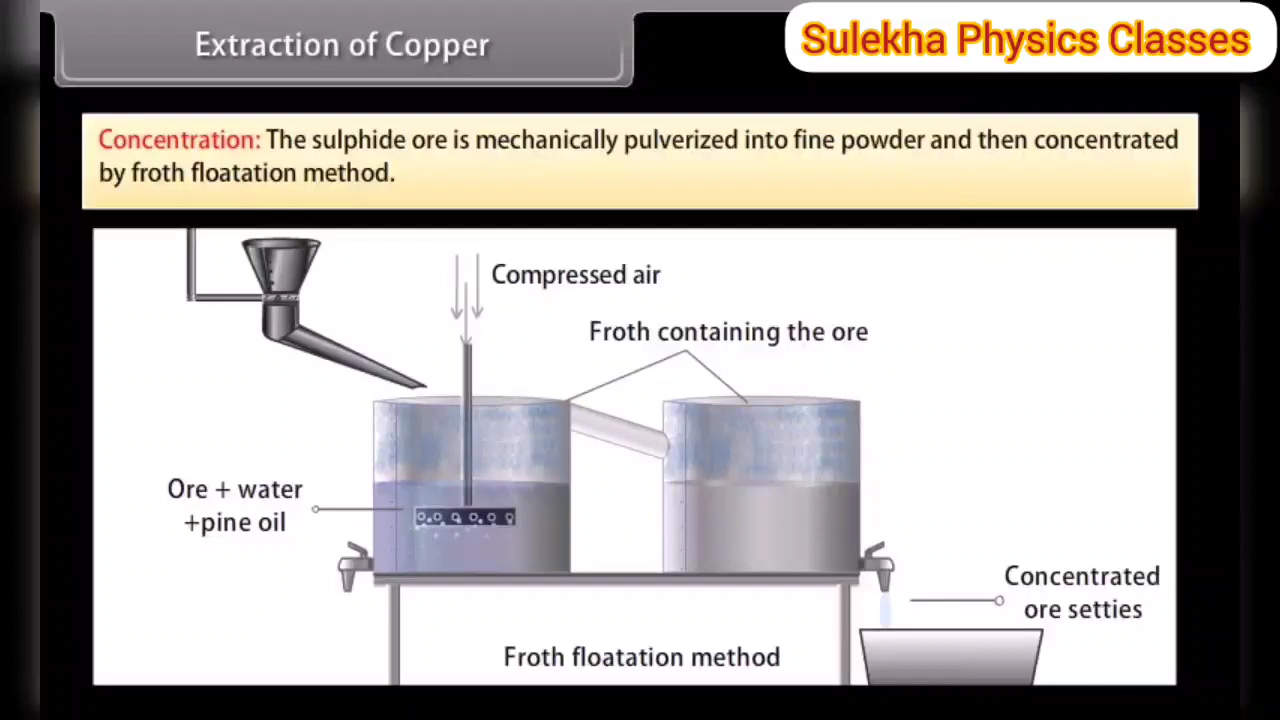 Extraction of Copper
Sulekha Physics Classes
Concentration: The sulphide ore is mechanically pulverized into fine powder and then concentrated
by froth floatation method.
Compressed air
Froth containing the ore
Ore + water
+pine oil
Concentrated
ore setties
Froth floatation method